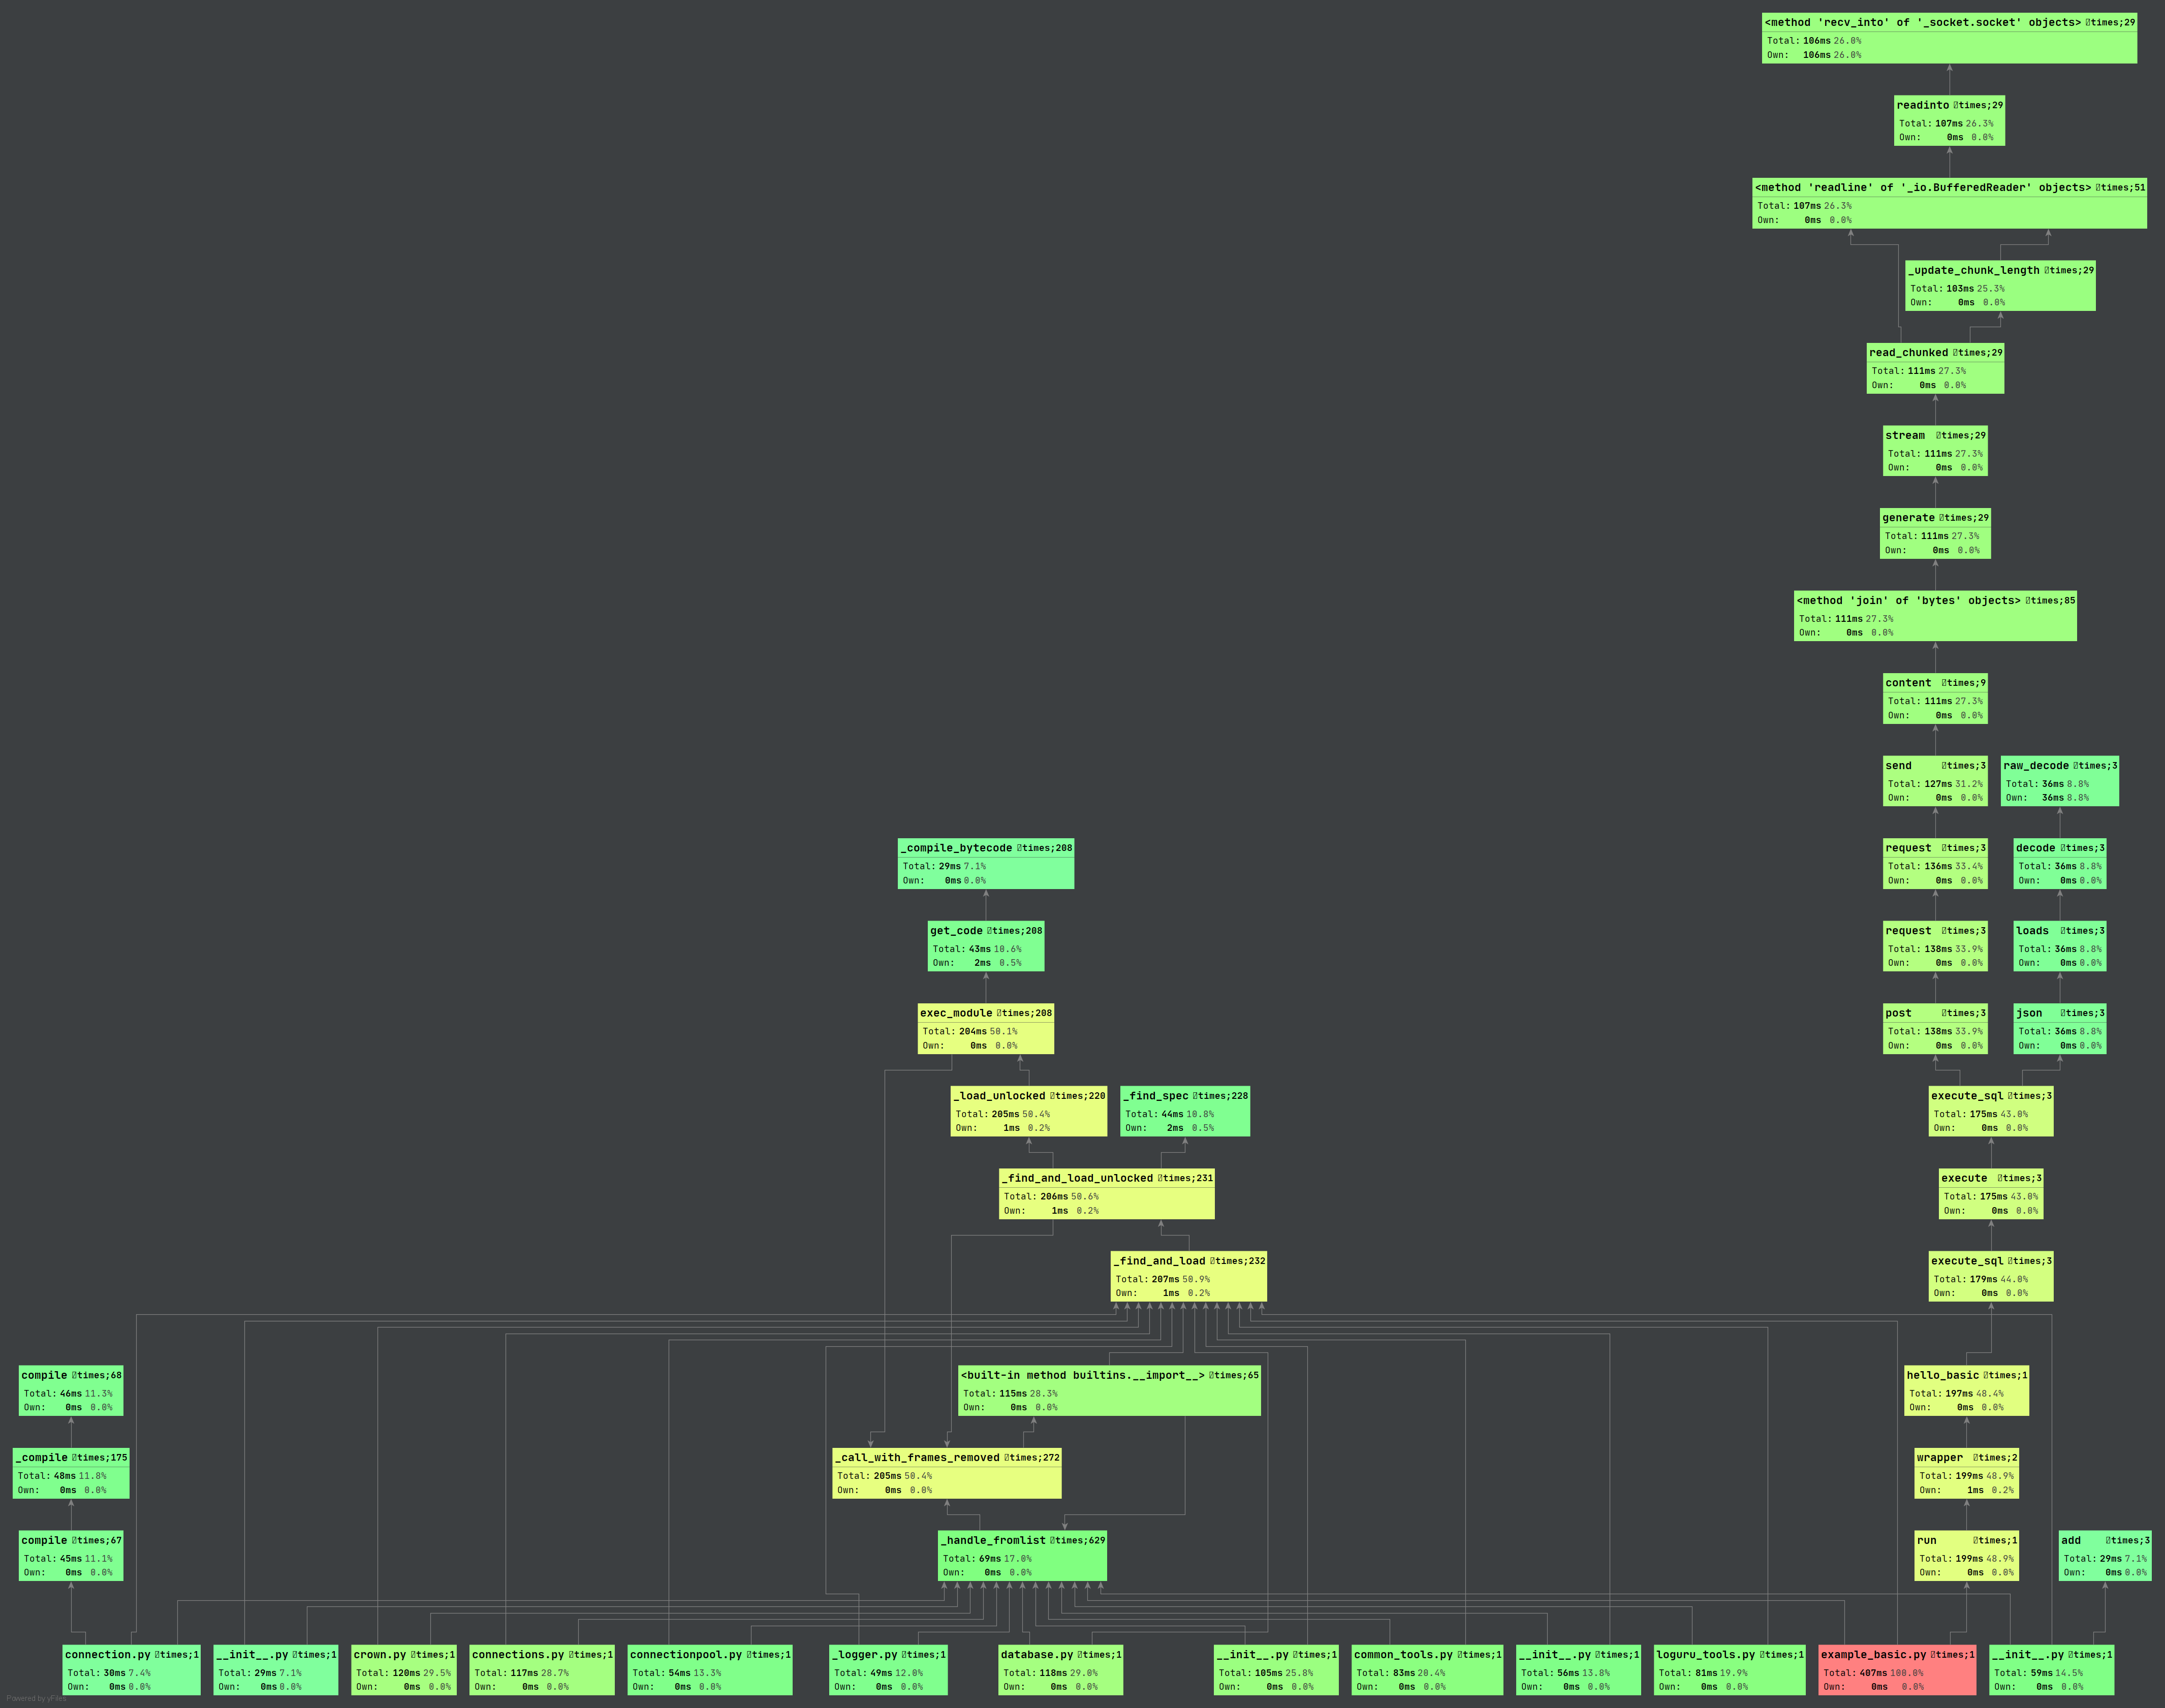 <method 'recv_into' of '_socket.socket' objects> ▯times;29
Total: 106ms 26.0%
Own: 106ms 26.0%
readinto ▯times;29
Total: 107ms 26.3%
Own: 0ms 0.0%
<method 'readline' of '_io.BufferedReader' objects> ▯times;51
Total: 107ms 26.3%
Own: 0ms 0.0%
_update_chunk_length ▯times;29
Total: 103ms 25.3%
Own: 0ms 0.0%
read_chunked ▯times;29
Total: 111ms 27.3%
Own: 0ms 0.0%
stream ▯times;29
Total: 111ms 27.3%
Own: 0ms 0.0%
generate ▯times;29
Total: 111ms 27.3%
Own: 0ms 0.0%
<method 'join' of 'bytes' objects> ▯times;85
Total: 111ms 27.3%
Own: 0ms 0.0%
content ▯times;9
Total: 111ms 27.3%
Own: 0ms 0.0%
send ▯times;3
Total: 127ms 31.2%
Own: 0ms 0.0%
raw_decode ▯times;3
Total: 36ms 8.8%
Own: 36ms 8.8%
_compile_bytecode ▯times;208
Total: 29ms 7.1%
Own: 0ms 0.0%
request ▯times;3
Total: 136ms 33.4%
Own: 0ms 0.0%
decode ▯times;3
Total: 36ms 8.8%
Own: 0ms 0.0%
get_code ▯times;208
Total: 43ms 10.6%
Own: 2ms 0.5%
request ▯times;3
Total: 138ms 33.9%
Own: 0ms 0.0%
loads ▯times;3
Total: 36ms 8.8%
Own: 0ms 0.0%
exec_module ▯times;208
Total: 204ms 50.1%
Own: 0ms 0.0%
post ▯times;3
Total: 138ms 33.9%
Own: 0ms 0.0%
json ▯times;3
Total: 36ms 8.8%
Own: 0ms 0.0%
_load_unlocked ▯times;220
Total: 205ms 50.4%
Own: 1ms 0.2%
_find_spec ▯times;228
Total: 44ms 10.8%
Own: 2ms 0.5%
execute_sql ▯times;3
Total: 175ms 43.0%
Own: 0ms 0.0%
_find_and_load_unlocked ▯times;231
Total: 206ms 50.6%
Own: 1ms 0.2%
execute ▯times;3
Total: 175ms 43.0%
Own: 0ms 0.0%
_find_and_load ▯times;232
Total: 207ms 50.9%
Own: 1ms 0.2%
execute_sql ▯times;3
Total: 179ms 44.0%
Own: 0ms 0.0%
compile ▯times;68
Total: 46ms 11.3%
Own: 0ms 0.0%
<built-in method builtins.__import__> ▯times;65
Total: 115ms 28.3%
Own: 0ms 0.0%
hello_basic ▯times;1
Total: 197ms 48.4%
Own: 0ms 0.0%
_compile ▯times;175
Total: 48ms 11.8%
Own: 0ms 0.0%
_call_with_frames_removed ▯times;272
Total: 205ms 50.4%
Own: 0ms 0.0%
wrapper ▯times;2
Total: 199ms 48.9%
Own: 1ms 0.2%
compile ▯times;67
Total: 45ms 11.1%
Own: 0ms 0.0%
_handle_fromlist ▯times;629
Total: 69ms 17.0%
Own: 0ms 0.0%
run ▯times;1
Total: 199ms 48.9%
Own: 0ms 0.0%
add ▯times;3
Total: 29ms 7.1%
Own: 0ms 0.0%
connection.py ▯times;1
Total: 30ms 7.4%
Own: 0ms 0.0%
__init__.py ▯times;1
Total: 29ms 7.1%
Own: 0ms 0.0%
crown.py ▯times;1
Total: 120ms 29.5%
Own: 0ms 0.0%
connections.py ▯times;1
Total: 117ms 28.7%
Own: 0ms 0.0%
connectionpool.py ▯times;1
Total: 54ms 13.3%
Own: 0ms 0.0%
_logger.py ▯times;1
Total: 49ms 12.0%
Own: 0ms 0.0%
database.py ▯times;1
Total: 118ms 29.0%
Own: 0ms 0.0%
__init__.py ▯times;1
Total: 105ms 25.8%
Own: 0ms 0.0%
common_tools.py ▯times;1
Total: 83ms 20.4%
Own: 0ms 0.0%
__init__.py ▯times;1
Total: 56ms 13.8%
Own: 0ms 0.0%
loguru_tools.py ▯times;1
Total: 81ms 19.9%
Own: 0ms 0.0%
example_basic.py ▯times;1
Total: 407ms 100.0%
Own: 0ms 0.0%
__init__.py ▯times;1
Total: 59ms 14.5%
Own: 0ms 0.0%
Powered by yFiles